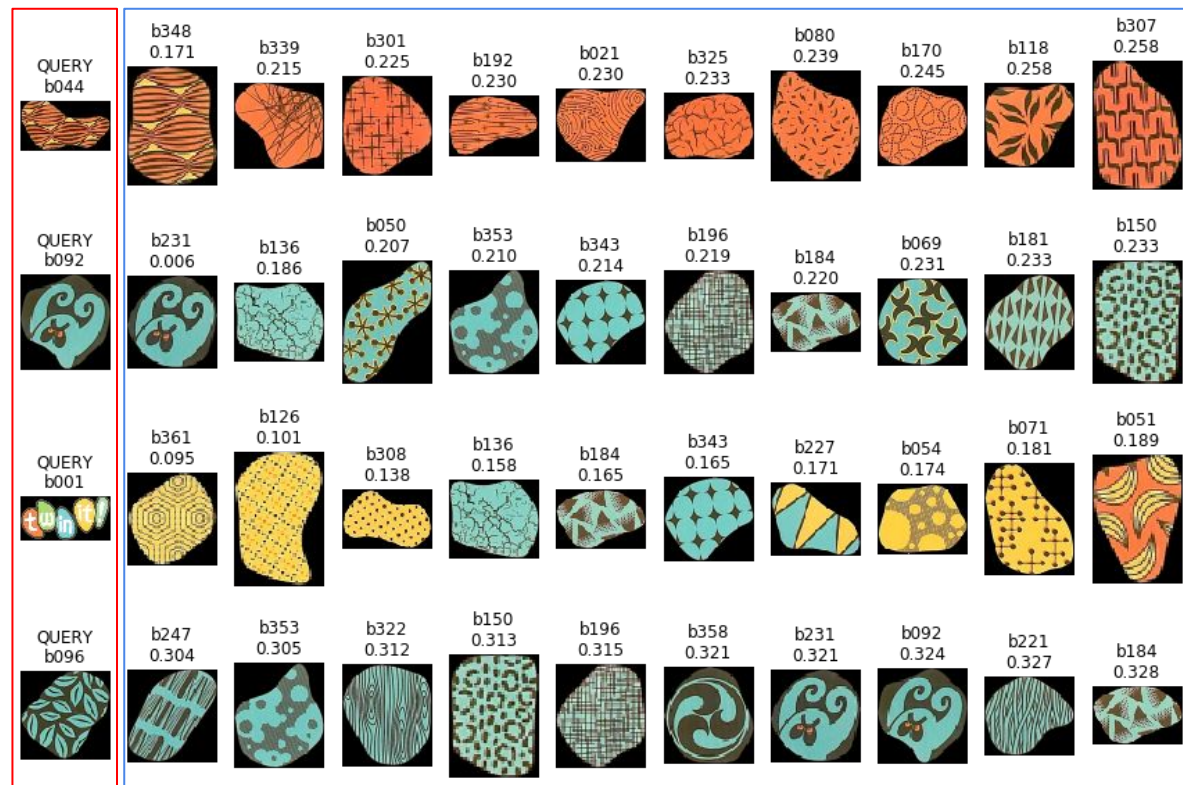 QUERY
b044
b348
0.171
b339
0.215
b301
0.225
b192
0.230
b021
0.230
b325
0.233
b080
0.239
b170
0.245
b118
0.258
b307
0.258
QUERY
b092
b231
0.006
b136
0.186
b050
0.207
b353
0.210
b343
0.214
b196
0.219
b184
0.220
b069
0.231
b181
0.233
b150
0.233
QUERY
b001
twinit!
b361
0.095
b126
0.101
b308
0.138
b136
0.158
b184
0.165
b343
0.165
b227
0.171
b054
0.174
b071
0.181
b051
0.189
QUERY
b096
b247
0.304
b353
0.305
b322
0.312
b150
0.313
b196
0.315
b358
0.321
b231
0.321
b092
0.324
b221
0.327
b184
0.328